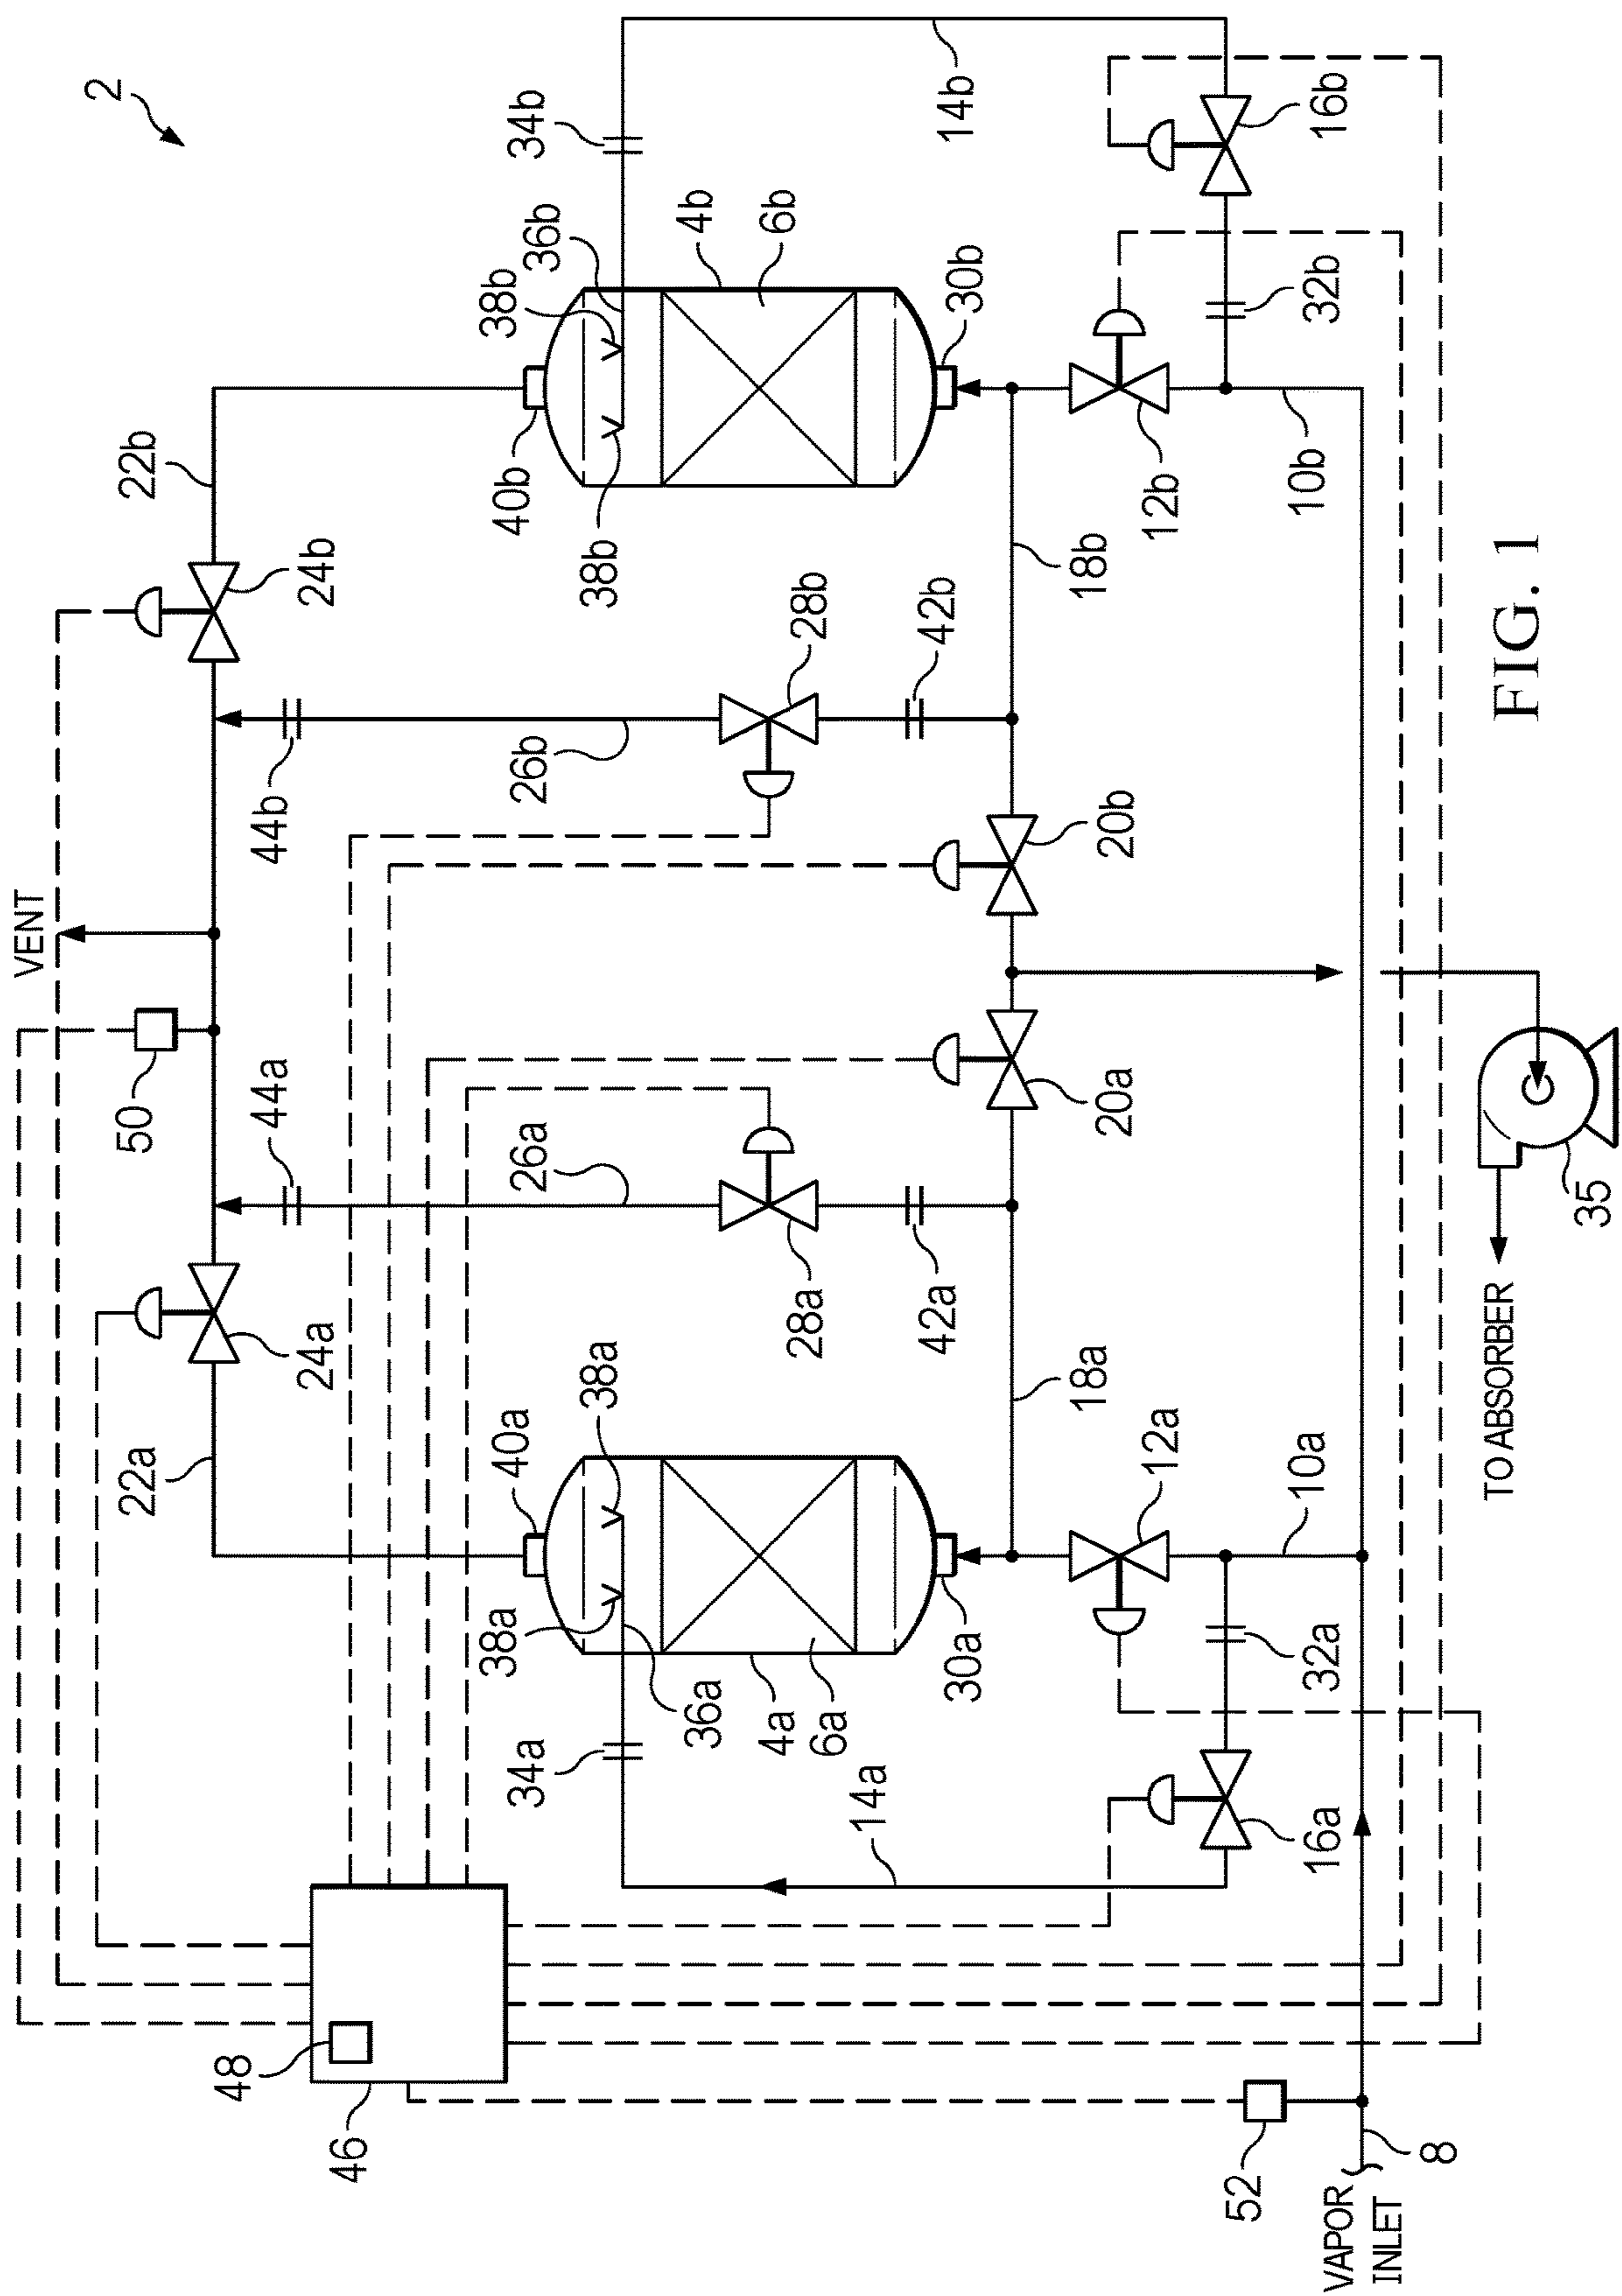 2
VENT
22a
24a
50
44a
44b
24b
22b
48
46
40a
38a
38a
34a
36a
4a
6a
30a
26a
28a
42a
26b
28b
42b
40b
38b
38b
36b
34b
4b
6b
30b
14a
14b
18a
20a
20b
18b
12a
10a
32a
16a
12b
10b
32b
16b
52
8
VAPOR
INLET
TO ABSORBER
35
FIG. 1